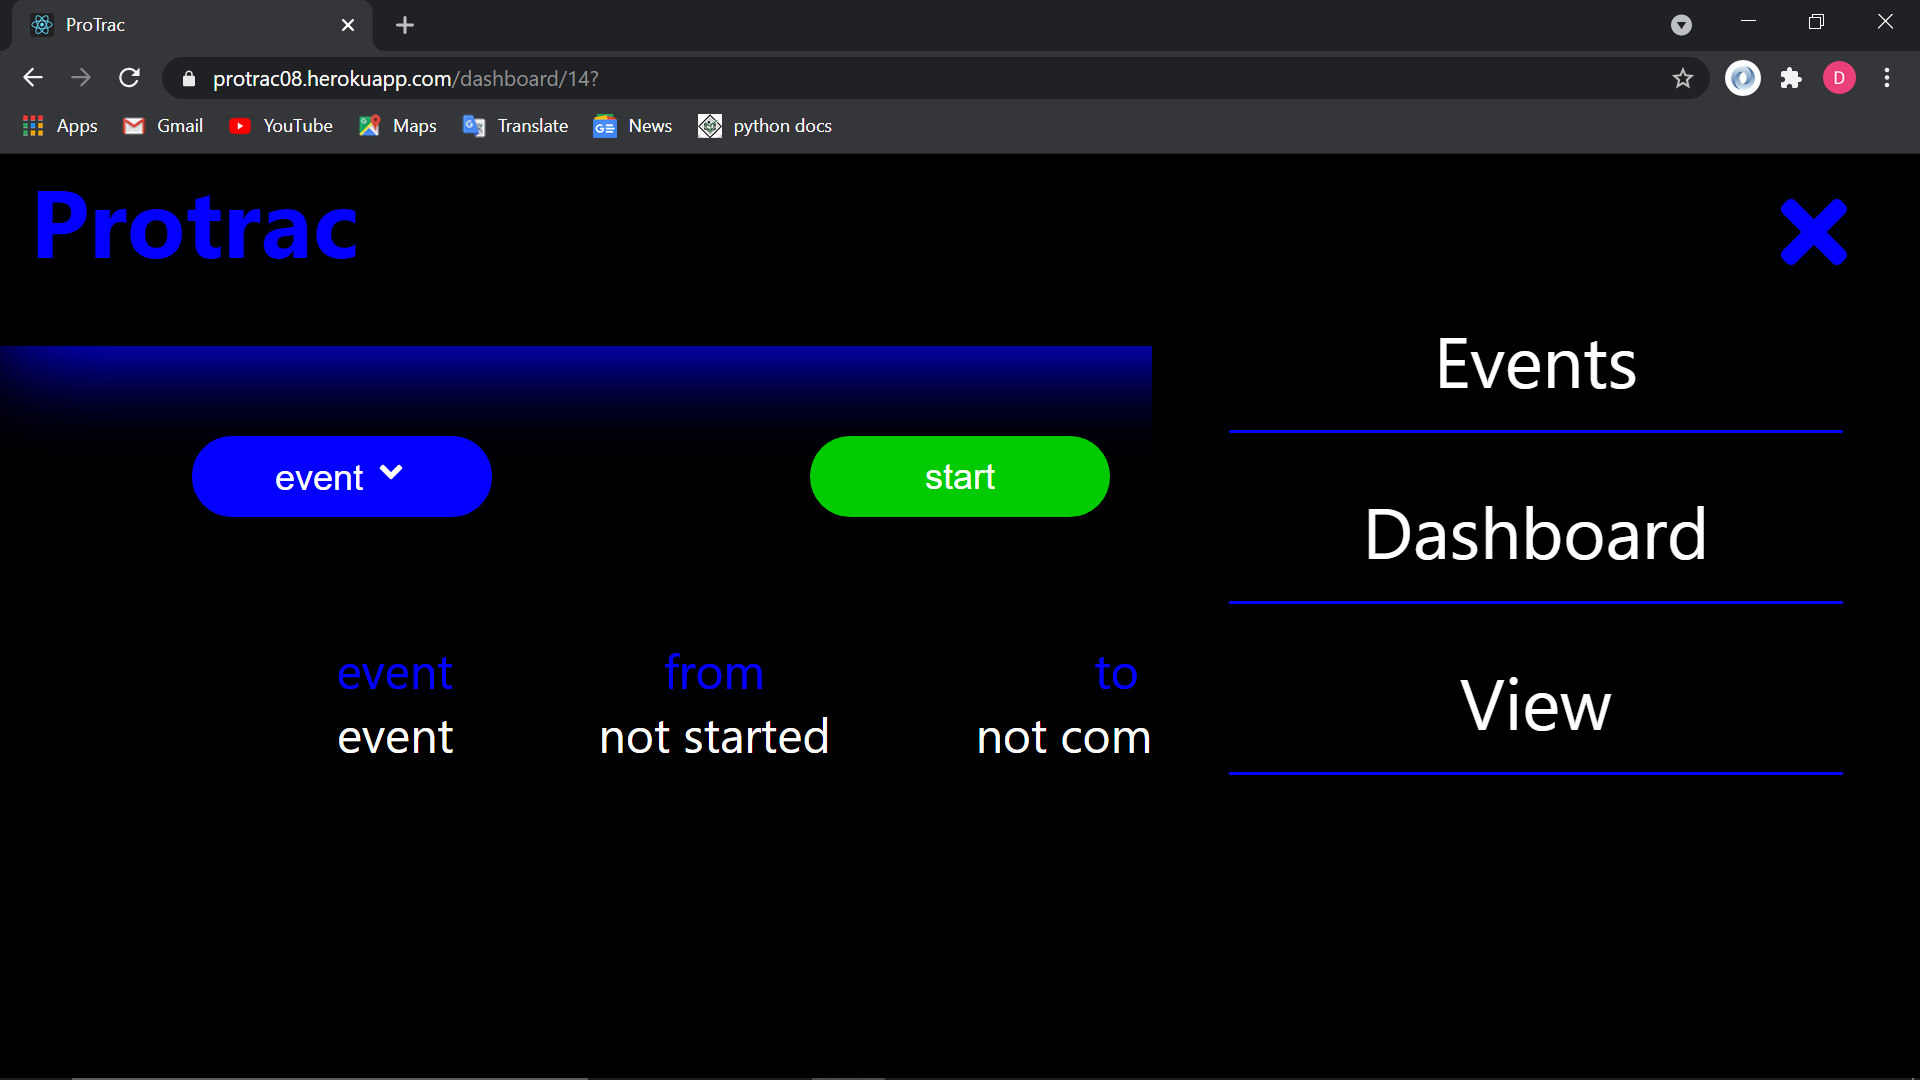 ProTrac
protrac08.herokuapp.com/dashboard/14?
D
Apps Gmail YouTube Maps Translate News python docs
Protrac
Events
event start
Dashboard
event from to
View
event not started not com